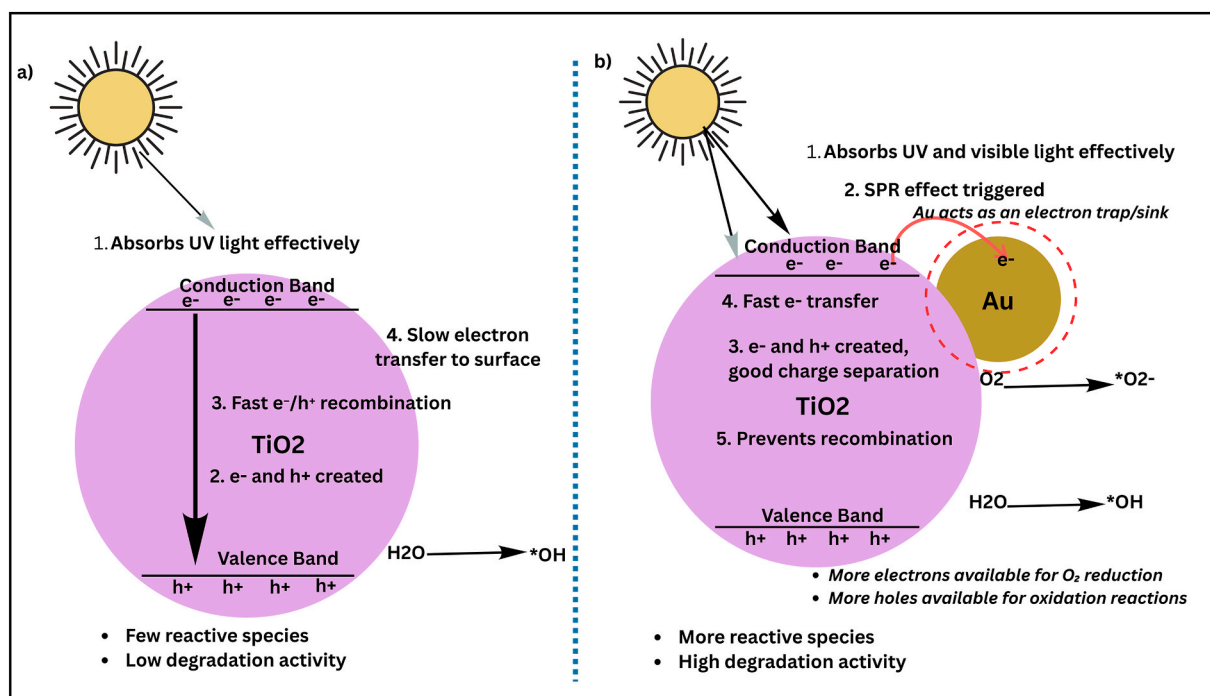 a)
1. Absorbs UV light effectively
Conduction Band
e- e- e- e-
4. Slow electron
transfer to surface
3. Fast e⁻/h⁺ recombination
TiO2
2. e- and h+ created
Valence Band
H2O *OH
h+ h+ h+ h+
• Few reactive species
• Low degradation activity
b)
1. Absorbs UV and visible light effectively
2. SPR effect triggered
Au acts as an electron trap/sink
Conduction Band
e- e- e-
e-
Au
4. Fast e- transfer
3. e- and h+ created,
good charge separation
O2 *O2-
TiO2
5. Prevents recombination
H2O *OH
Valence Band
h+ h+ h+ h+
• More electrons available for O₂ reduction
• More holes available for oxidation reactions
• More reactive species
• High degradation activity